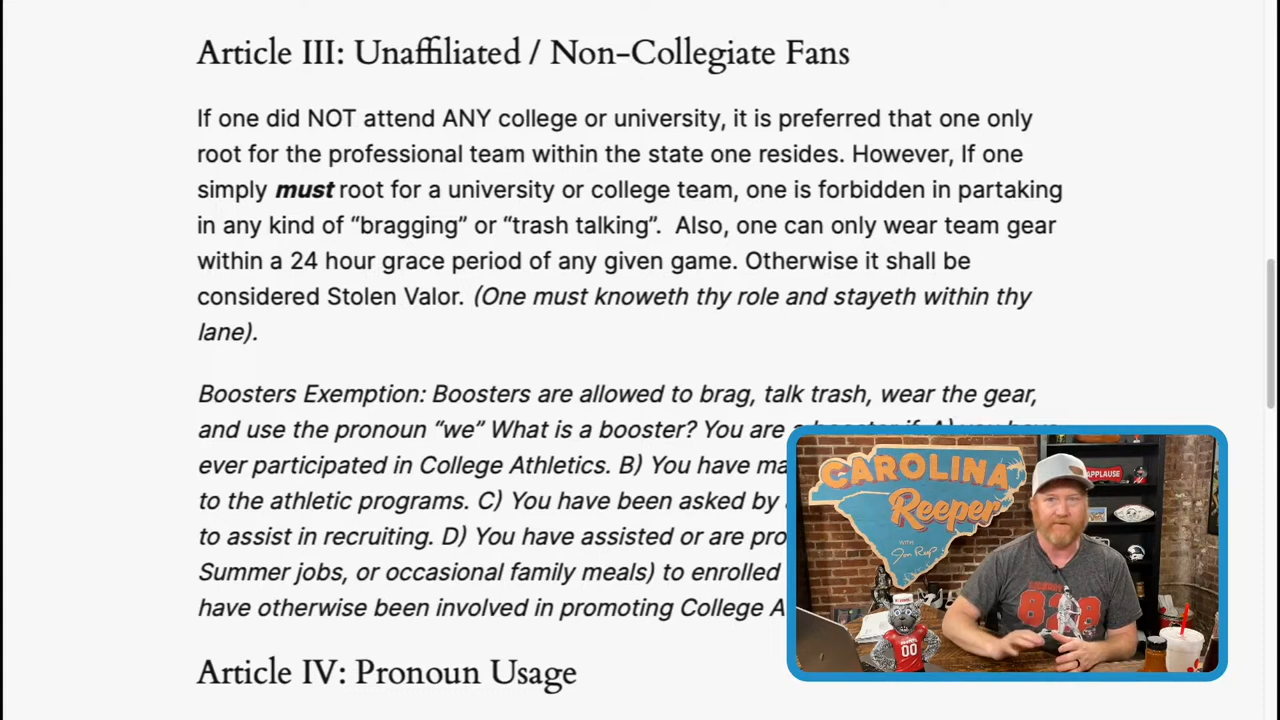 Article III: Unaffiliated / Non-Collegiate Fans
If one did NOT attend ANY college or university, it is preferred that one only
root for the professional team within the state one resides. However, If one
simply must root for a university or college team, one is forbidden in partaking
in any kind of “bragging” or “trash talking”.  Also, one can only wear team gear
within a 24 hour grace period of any given game. Otherwise it shall be
considered Stolen Valor. (One must knoweth thy role and stayeth within thy
lane).
Boosters Exemption: Boosters are allowed to brag, talk trash, wear the gear,
and use the pronoun “we” What is a booster? You are
ever participated in College Athletics. B) You have
to the athletic programs. C) You have been asked by
to assist in recruiting. D) You have assisted or are
Summer jobs, or occasional family meals) to enrolled
have otherwise been involved in promoting College
Article IV: Pronoun Usage
CAROLINA
Reeper
WITH
APPLAUSE
828
00